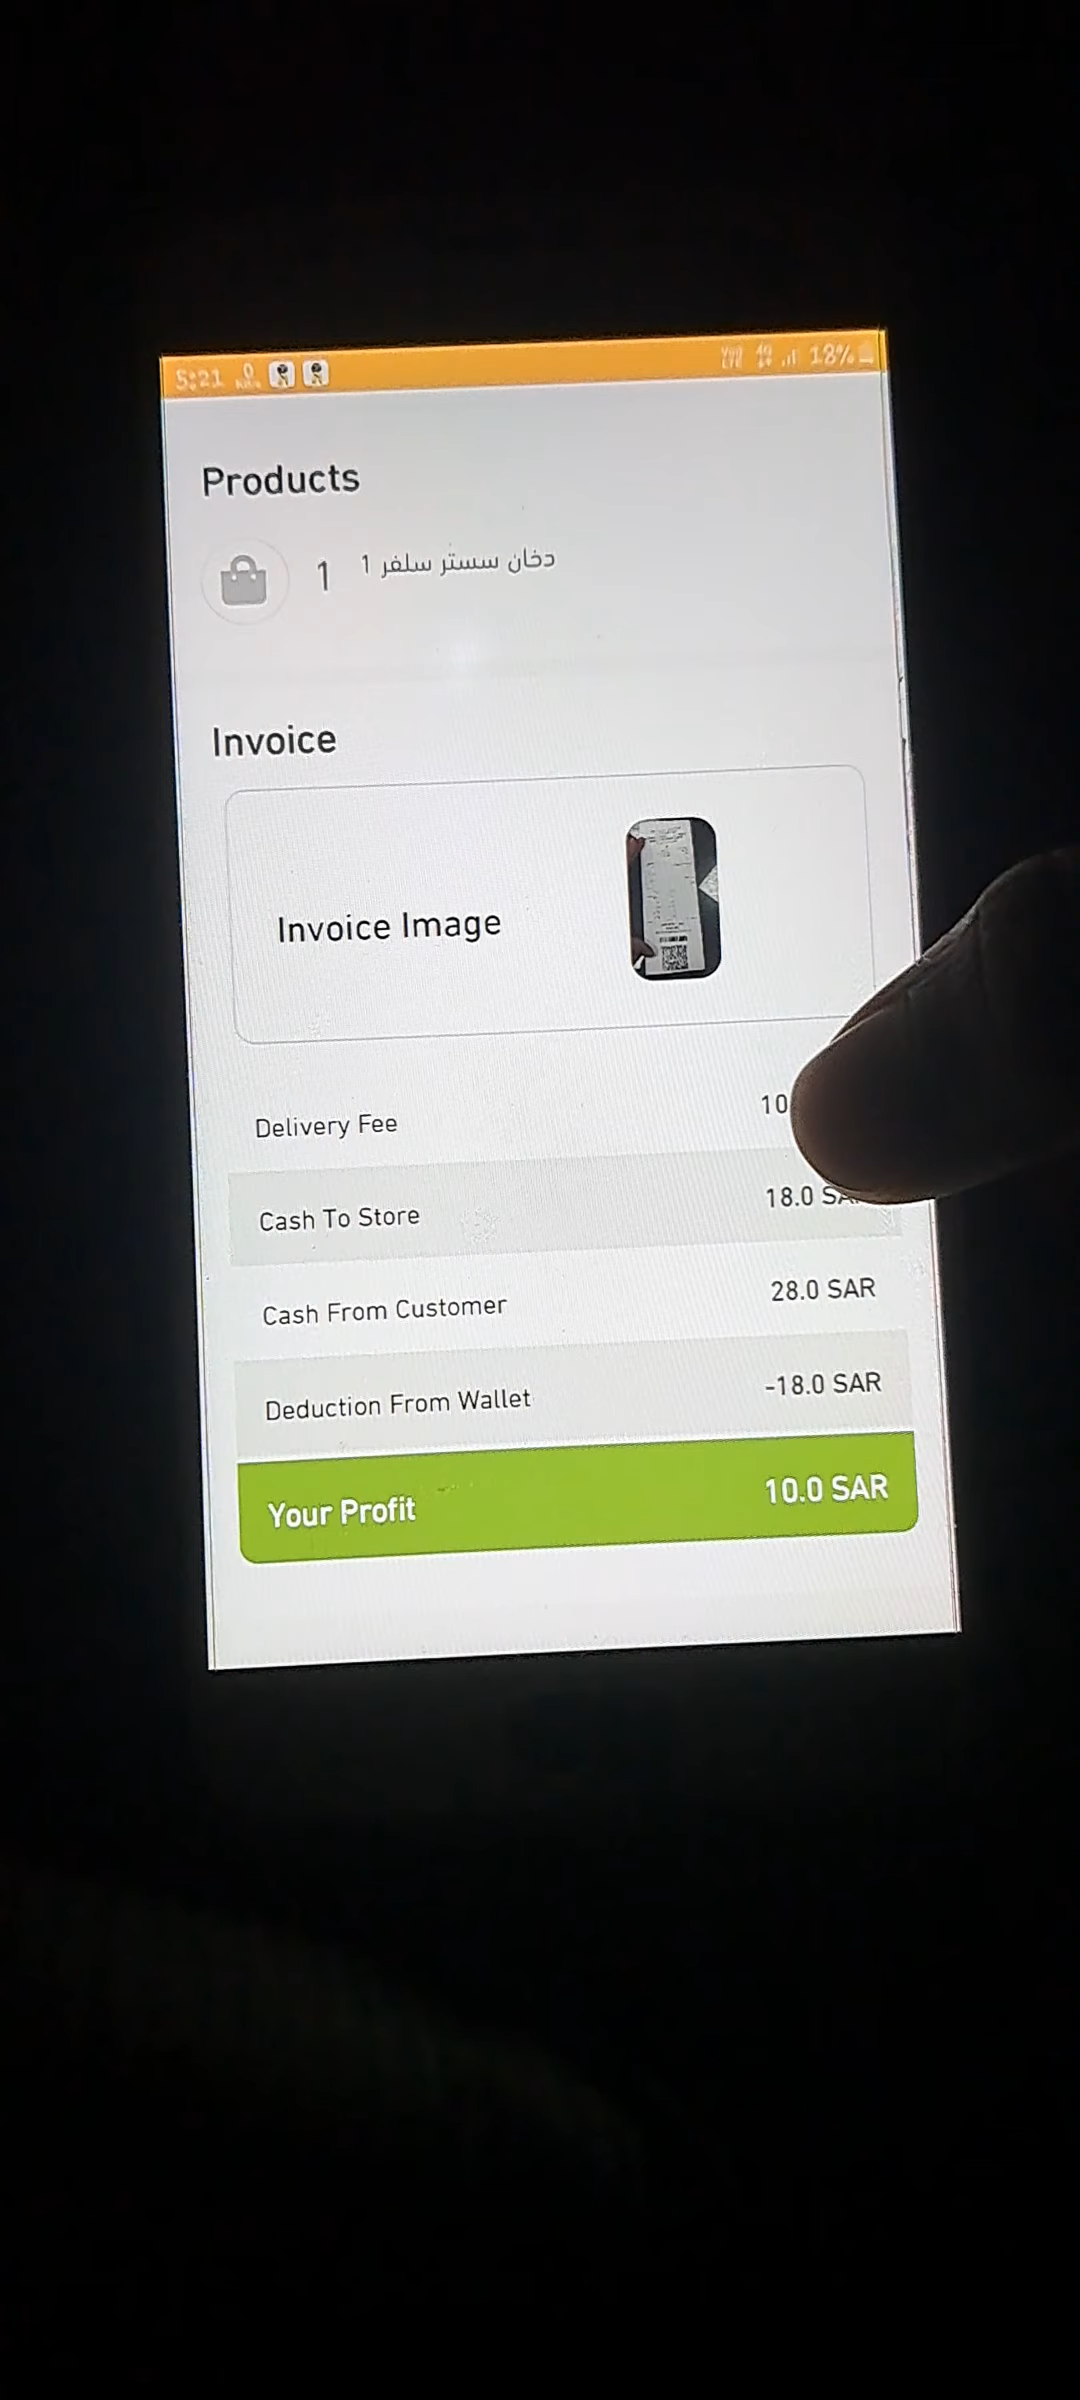 5:21 0 18%
Products
1 دخان سستر سلفر 1
Invoice
Invoice Image
Delivery Fee 10
Cash To Store 18.0
Cash From Customer 28.0 SAR
Deduction From Wallet -18.0 SAR
Your Profit 10.0 SAR